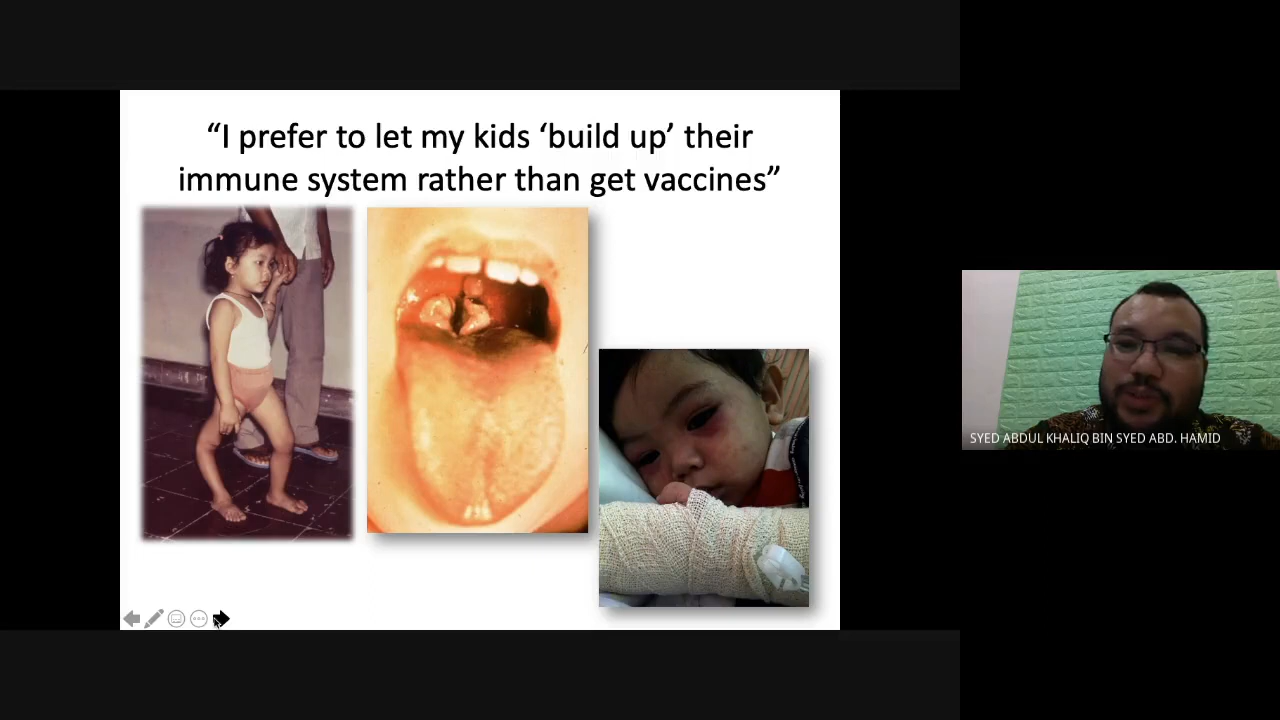 “I prefer to let my kids ‘build up’ their
immune system rather than get vaccines”
SYED ABDUL KHALIQ BIN SYED ABD. HAMID